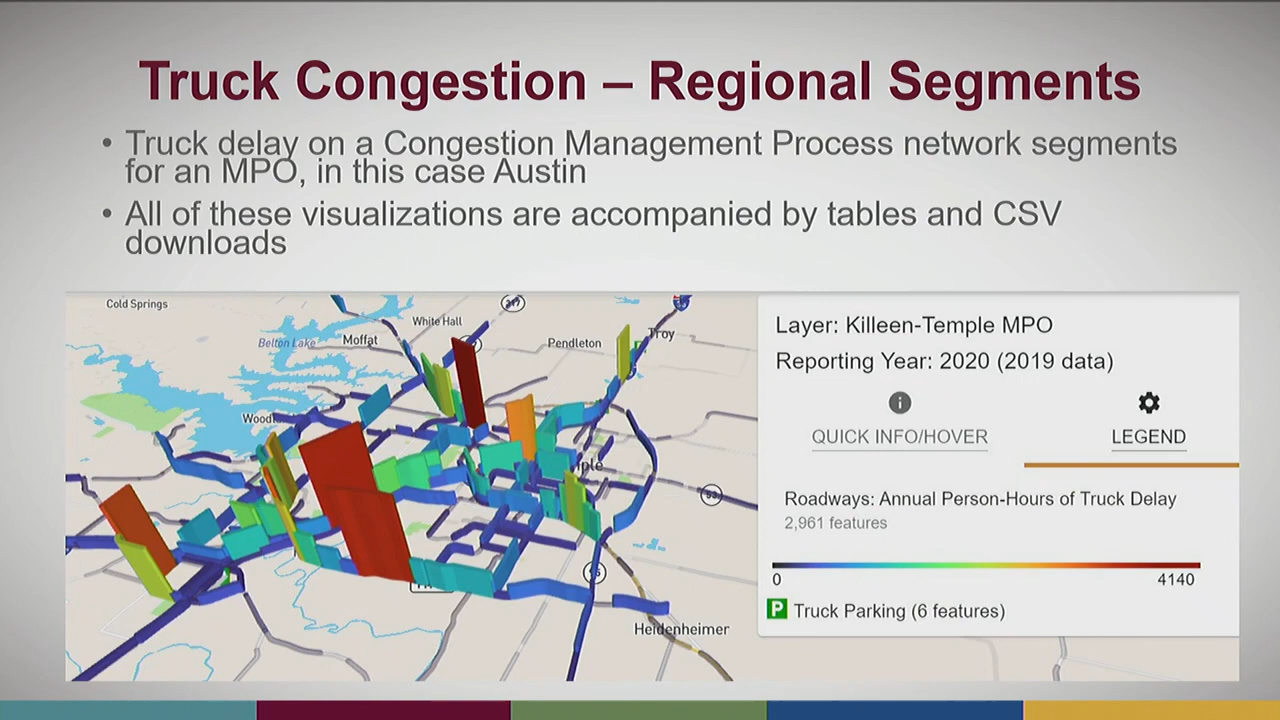 Truck Congestion – Regional Segments
• Truck delay on a Congestion Management Process network segments
for an MPO, in this case Austin
• All of these visualizations are accompanied by tables and CSV
downloads
Cold Springs
White Hall
317
Belton Lake
Moffat
Pendleton
Troy
53
Heidenheimer
Layer: Killeen-Temple MPO
Reporting Year: 2020 (2019 data)
QUICK INFO/HOVER
LEGEND
Roadways: Annual Person-Hours of Truck Delay
2,961 features
0
4140
P Truck Parking (6 features)